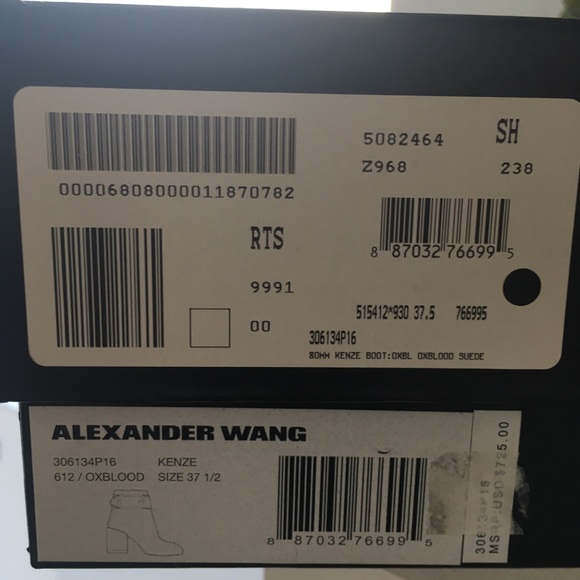 5082464 SH
Z968 238
00006808000011870782
8 87032 76699 5
RTS
9991
00
515412*930 37.5 766995
306134P16
80MM KENZE BOOT:OXBL OXBLOOD SUEDE
ALEXANDER WANG
306134P16 KENZE
612 / OXBLOOD SIZE 37 1/2
8 87032 76699 5
306134P16
MSRP:USD $725.00